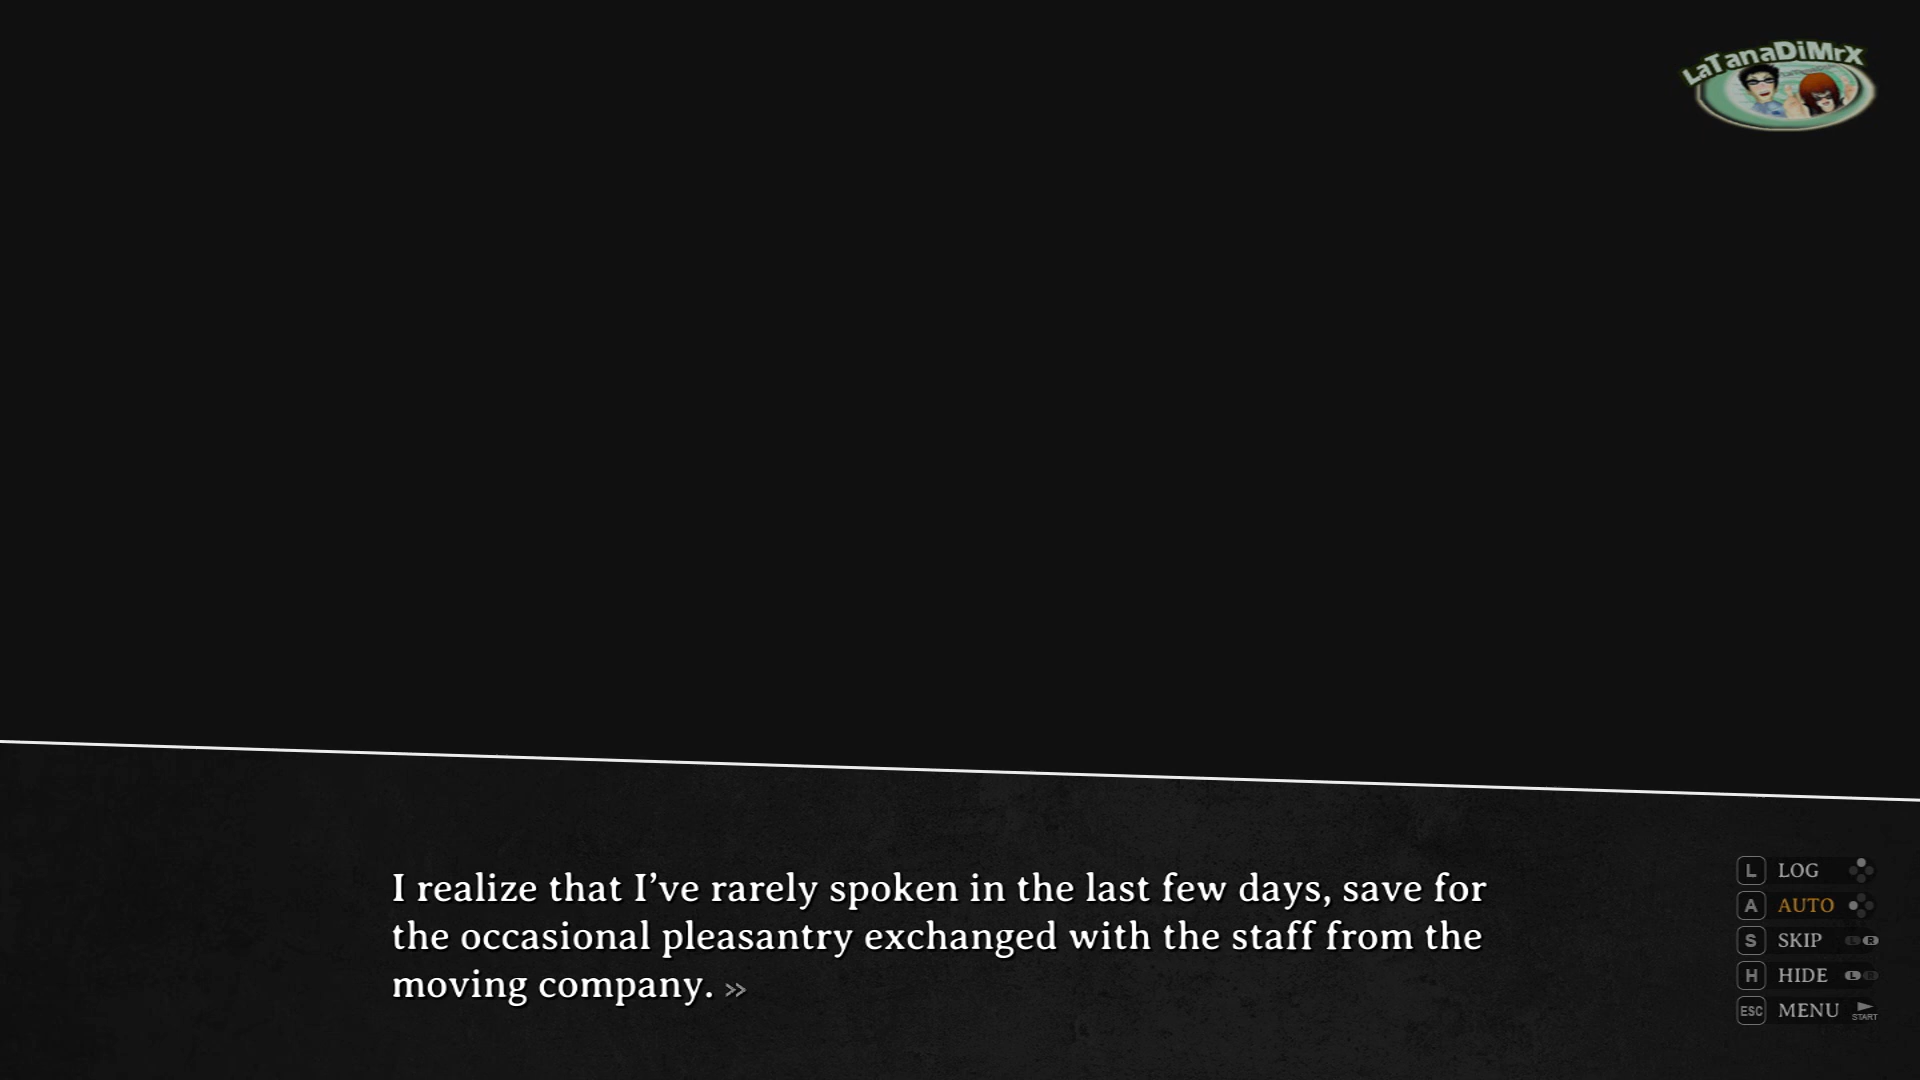 LaTanaDiMrX
I realize that I’ve rarely spoken in the last few days, save for
the occasional pleasantry exchanged with the staff from the
moving company. »
L LOG
A AUTO
S SKIP L R
H HIDE L R
ESC MENU START